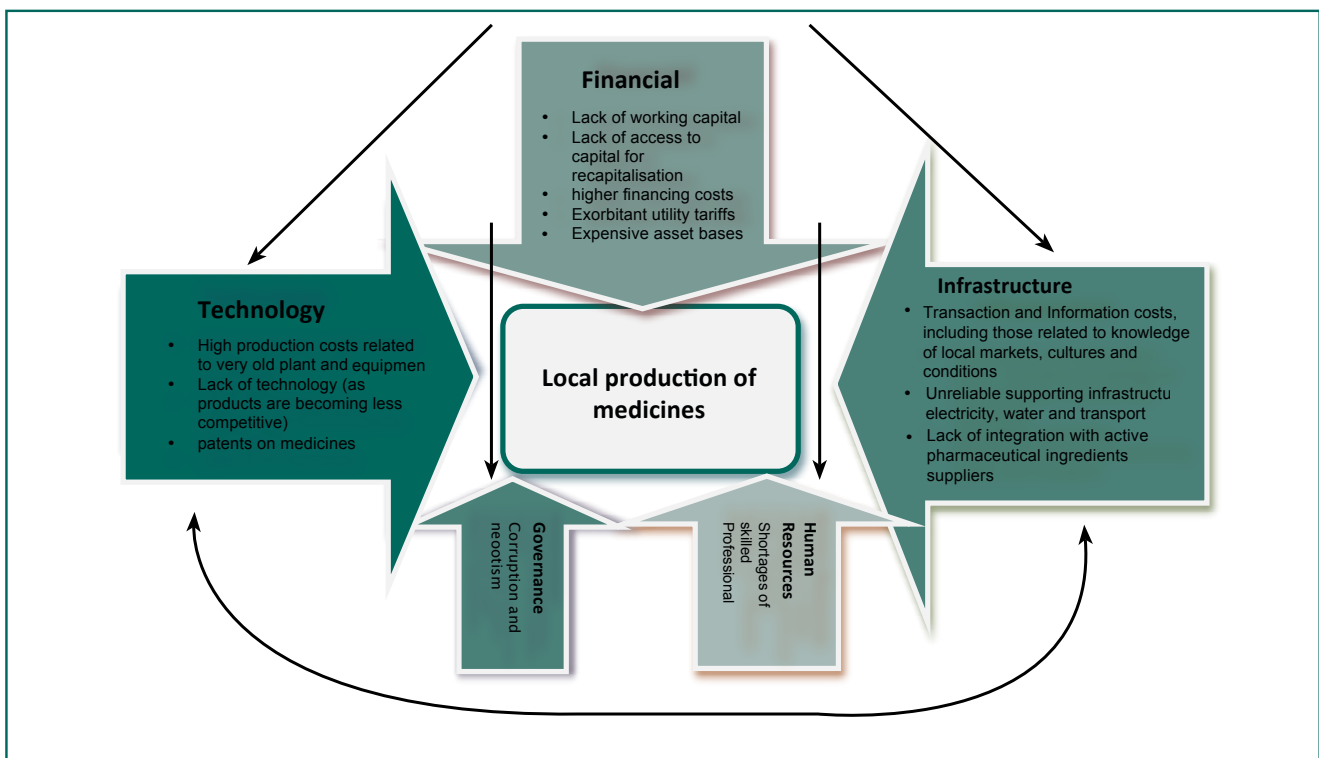 Financial
• Lack of working capital
• Lack of access to
capital for
recapitalisation
• higher financing costs
• Exorbitant utility tariffs
• Expensive asset bases
Technology
• High production costs related
to very old plant and equipmen
• Lack of technology (as
products are becoming less
competitive)
• patents on medicines
Local production of
medicines
Infrastructure
• Transaction and Information costs,
including those related to knowledge
of local markets, cultures and
conditions
• Unreliable supporting infrastructu
electricity, water and transport
• Lack of integration with active
pharmaceutical ingredients
suppliers
Governance
Corruption and
neootism
Human
Resources
Shortages of
skilled
Professional